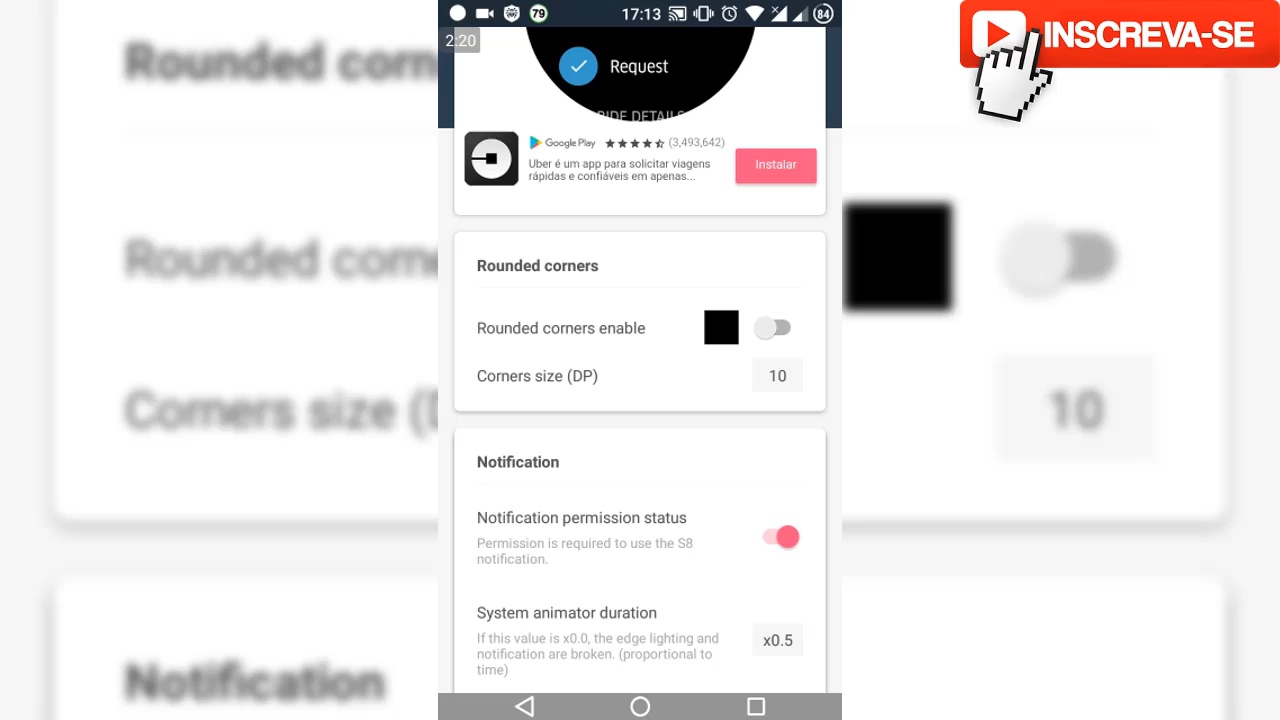 79
17:13
84
2:20
INSCREVA-SE
Request
RIDE DETAILS
Google Play (3,493,642)
Uber é um app para solicitar viagens
rápidas e confiáveis em apenas...
Instalar
Rounded corners
Rounded corners enable
Corners size (DP) 10
Notification
Notification permission status
Permission is required to use the S8
notification.
System animator duration
If this value is x0.0, the edge lighting and
notification are broken. (proportional to
time)
x0.5
Rounded corn
Rounded corne
Corners size (D
10
Notification